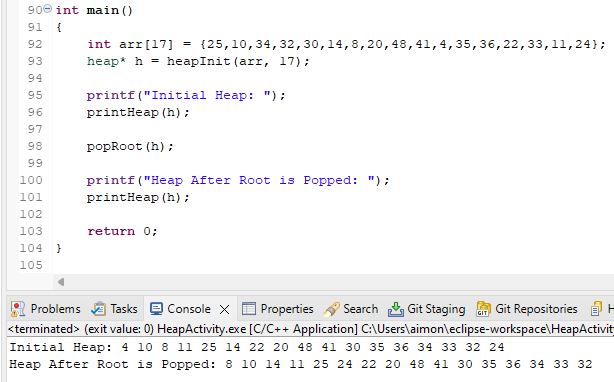 90 int main()
91 {
92 int arr[17] = {25,10,34,32,30,14,8,20,48,41,4,35,36,22,33,11,24};
93 heap* h = heapInit(arr, 17);
94
95 printf("Initial Heap: ");
96 printHeap(h);
97
98 popRoot(h);
99
100 printf("Heap After Root is Popped: ");
101 printHeap(h);
102
103 return 0;
104 }
105
Problems Tasks Console Properties Search Git Staging Git Repositories H
<terminated> (exit value: 0) HeapActivity.exe [C/C++ Application] C:\Users\aimon\eclipse-workspace\HeapActivit
Initial Heap: 4 10 8 11 25 14 22 20 48 41 30 35 36 34 33 32 24
Heap After Root is Popped: 8 10 14 11 25 24 22 20 48 41 30 35 36 34 33 32